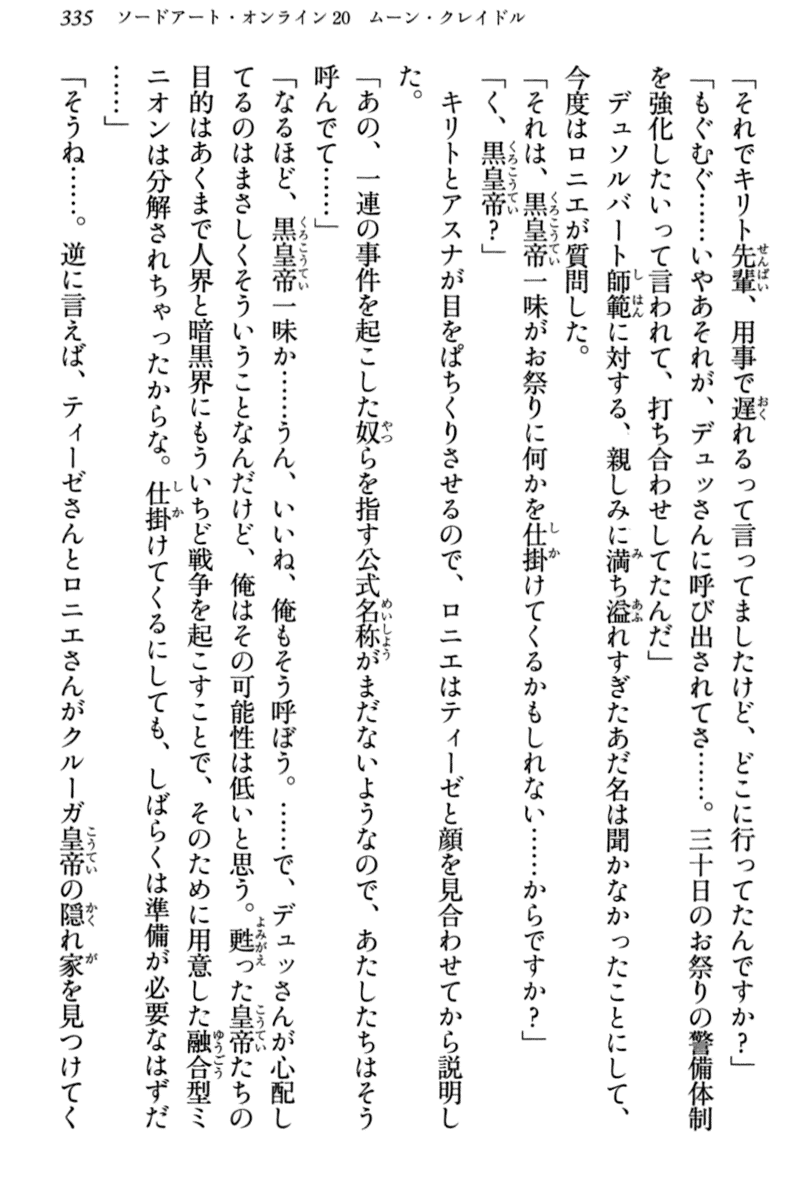 335　ソードアート・オンライン20　ムーン・クレイドル
「それでキリト先輩、用事で遅れるって言ってましたけど、どこに行ってたんですか？」
「もぐむぐ……いやあそれが、デュッさんに呼び出されてさ……。三十日のお祭りの警備体制
を強化したいって言われて、打ち合わせしてたんだ」
　デュソルバート師範に対する、親しみに満ち溢れすぎたあだ名は聞かなかったことにして、
今度はロニエが質問した。
「それは、黒皇帝一味がお祭りに何かを仕掛けてくるかもしれない……からですか？」
「く、黒皇帝？」
　キリトとアスナが目をぱちくりさせるので、ロニエはティーゼと顔を見合わせてから説明し
た。
「あの、一連の事件を起こした奴らを指す公式名称がまだないようなので、あたしたちはそう
呼んでて……」
「なるほど、黒皇帝一味か……うん、いいね、俺もそう呼ぼう。……で、デュッさんが心配し
てるのはまさしくそういうことなんだけど、俺はその可能性は低いと思う。甦った皇帝たちの
目的はあくまで人界と暗黒界にもういちど戦争を起こすことで、そのために用意した融合型ミ
ニオンは分解されちゃったからな。仕掛けてくるにしても、しばらくは準備が必要なはずだ
……」
「そうね……。逆に言えば、ティーゼさんとロニエさんがクルーガ皇帝の隠れ家を見つけてく